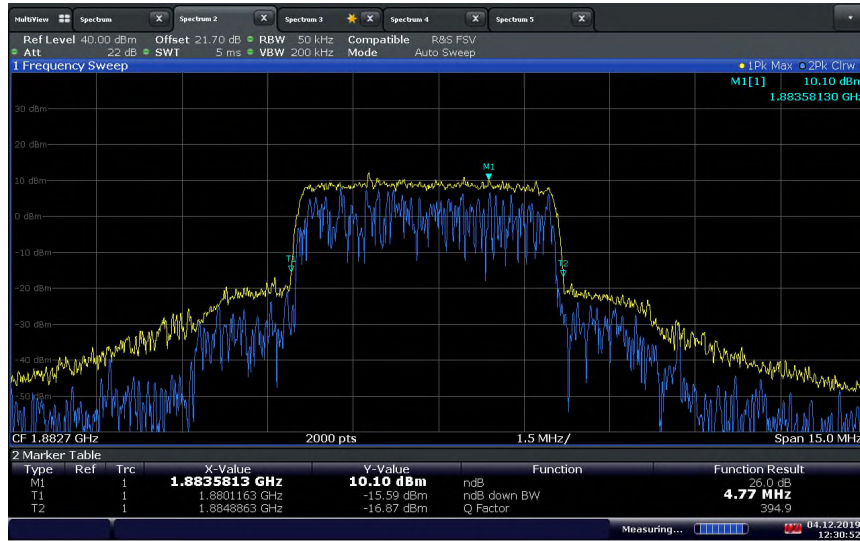 MultiView Spectrum X Spectrum 2 X Spectrum 3 X Spectrum 4 X Spectrum 5 X
Ref Level 40.00 dBm Offset 21.70 dB RBW 50 kHz Compatible R&S FSV
Att 22 dB SWT 5 ms VBW 200 kHz Mode Auto Sweep
1 Frequency Sweep 1Pk Max 2Pk Clrw
M1[1] 10.10 dBm
1.88358130 GHz
30 dBm
20 dBm
M1
10 dBm
0 dBm
-10 dBm
T1
T2
-20 dBm
-30 dBm
-40 dBm
-50 dBm
CF 1.8827 GHz 2000 pts 1.5 MHz/ Span 15.0 MHz
2 Marker Table
Type Ref Trc X-Value Y-Value Function Function Result
M1 1 1.8835813 GHz 10.10 dBm ndB 26.0 dB
T1 1 1.8801163 GHz -15.59 dBm ndB down BW 4.77 MHz
T2 1 1.8848863 GHz -16.87 dBm Q Factor 394.9
Measuring... 04.12.2019
12:30:52